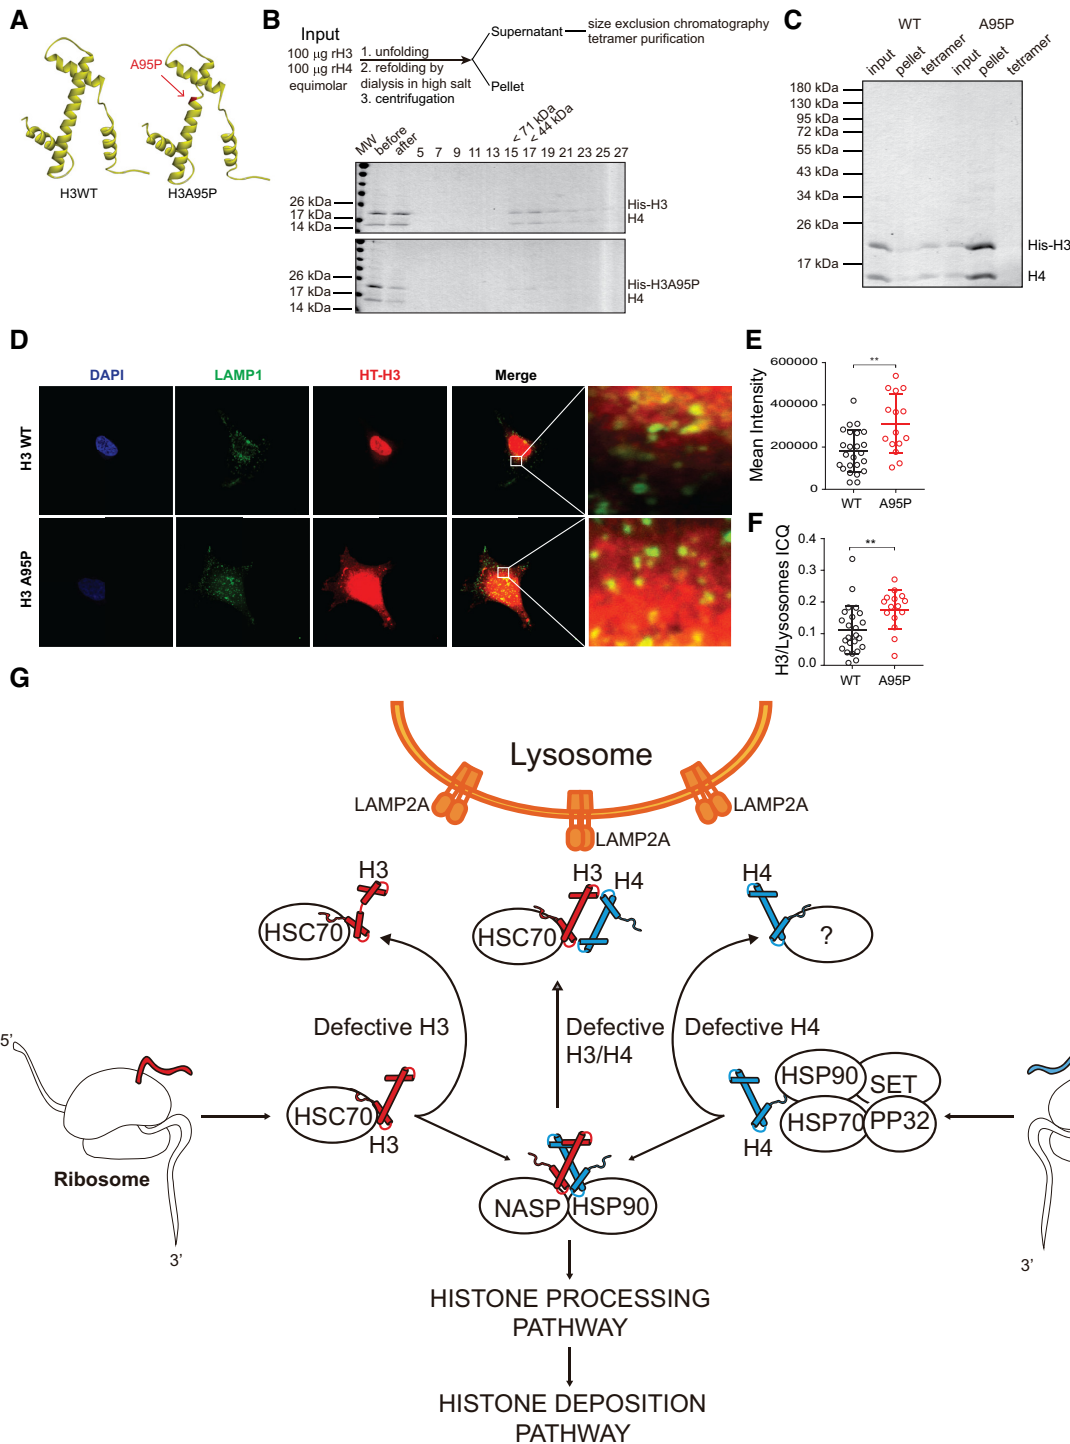 A
A95P
H3WT
H3A95P
B
Input
100 µg rH3
100 µg rH4
equimolar
1. unfolding
2. refolding by
dialysis in high salt
3. centrifugation
Supernatant
size exclusion chromatography
tetramer purification
Pellet
MW before after 5 7 9 11 13 15 17 19 21 23 25 27
< 71 kDa
< 44 kDa
26 kDa
17 kDa
14 kDa
His-H3
H4
26 kDa
17 kDa
14 kDa
His-H3A95P
H4
C
WT A95P
input pellet tetramer input pellet tetramer
180 kDa
130 kDa
95 kDa
72 kDa
55 kDa
43 kDa
34 kDa
26 kDa
17 kDa
His-H3
H4
D
DAPI LAMP1 HT-H3 Merge
H3 WT
H3 A95P
E
Mean Intensity
600000
400000
200000
0
**
WT A95P
F
H3/Lysosomes ICQ
0.4
0.3
0.2
0.1
0.0
**
WT A95P
G
Lysosome
LAMP2A
LAMP2A
LAMP2A
H3
HSC70
H3
H4
HSC70
H4
?
Defective H3
Defective
H3/H4
Defective H4
5'
Ribosome
3'
HSC70
H3
H4
HSP90
SET
HSP70
PP32
3'
NASP
HSP90
HISTONE PROCESSING
PATHWAY
HISTONE DEPOSITION
PATHWAY